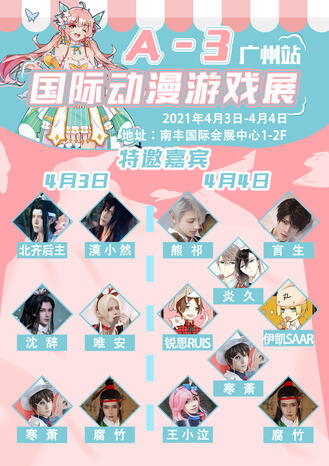 A-3
广州站
国际动漫游戏展
2021年4月3日-4月4日
地址：南丰国际会展中心1-2F
特邀嘉宾
4月3日
4月4日
北齐后主
漠小然
熊祁
言生
炎久
沈辞
唯安
锐思RUIS
伊凯SAAR
寒萧
寒萧
腐竹
王小泣
腐竹